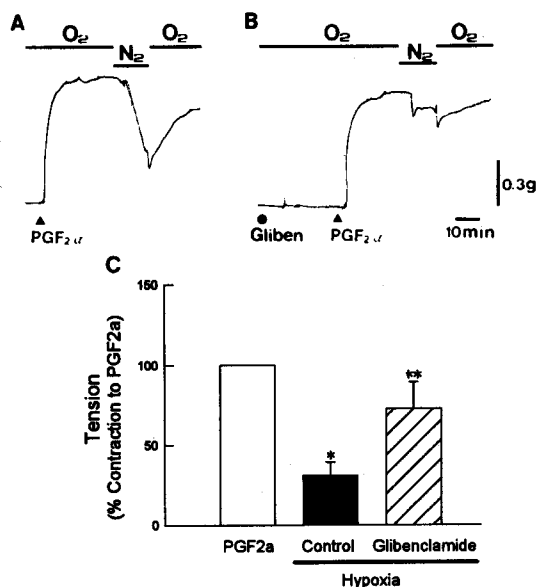 A
O₂
N₂
O₂
PGF₂α
B
O₂
N₂
O₂
Gliben
PGF₂α
0.3g
10min
C
Tension
(% Contraction to PGF2a)
150
100
50
0
*
**
PGF2a
Control
Glibenclamide
Hypoxia